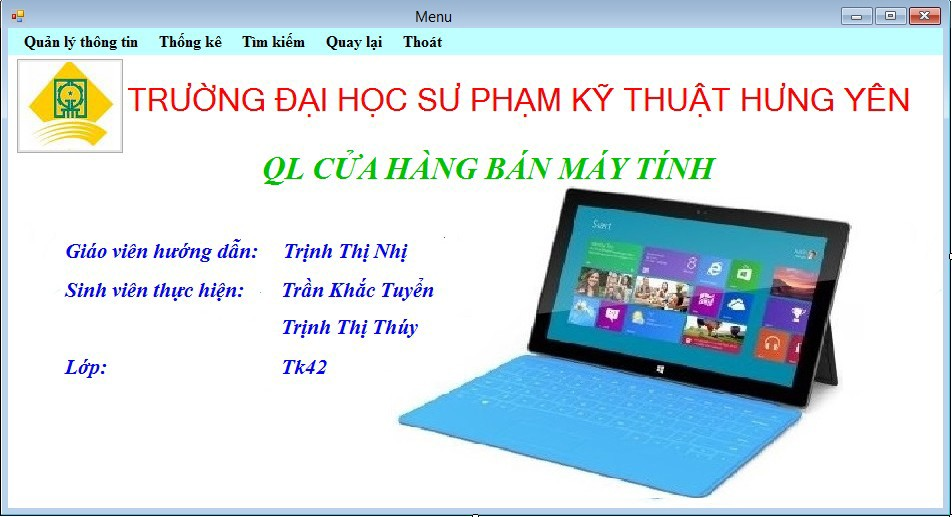 Menu
Quản lý thông tin Thống kê Tìm kiếm Quay lại Thoát
TRƯỜNG ĐẠI HỌC SƯ PHẠM KỸ THUẬT HƯNG YÊN
QL CỬA HÀNG BÁN MÁY TÍNH
Start
Giáo viên hướng dẫn: Trịnh Thị Nhị
Sinh viên thực hiện: Trần Khắc Tuyển
Trịnh Thị Thúy
Lớp: Tk42